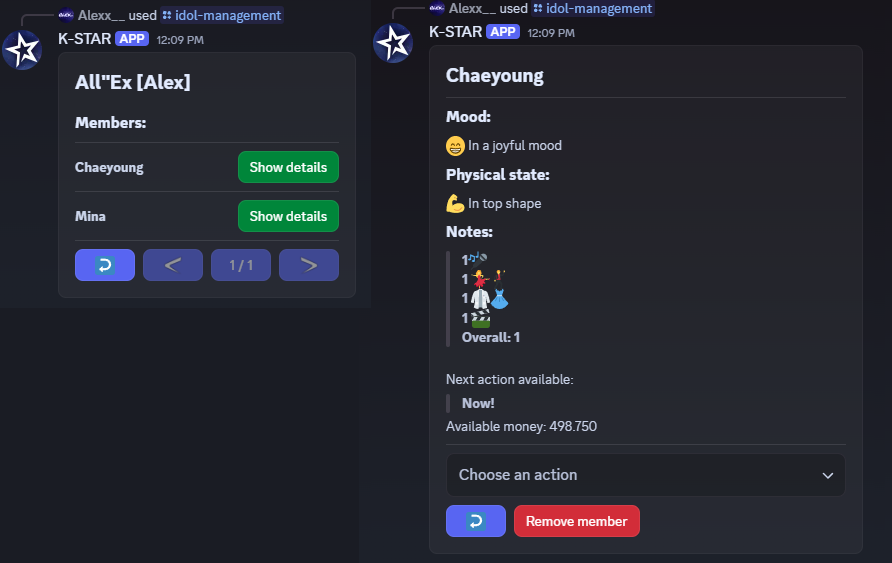 Alexx__ used idol-management
K-STAR APP 12:09 PM
All"Ex [Alex]
Members:
Chaeyoung Show details
Mina Show details
< 1 / 1 >
Alexx__ used idol-management
K-STAR APP 12:09 PM
Chaeyoung
Mood:
In a joyful mood
Physical state:
In top shape
Notes:
1
1
1
1
Overall: 1
Next action available:
Now!
Available money: 498.750
Choose an action
Remove member